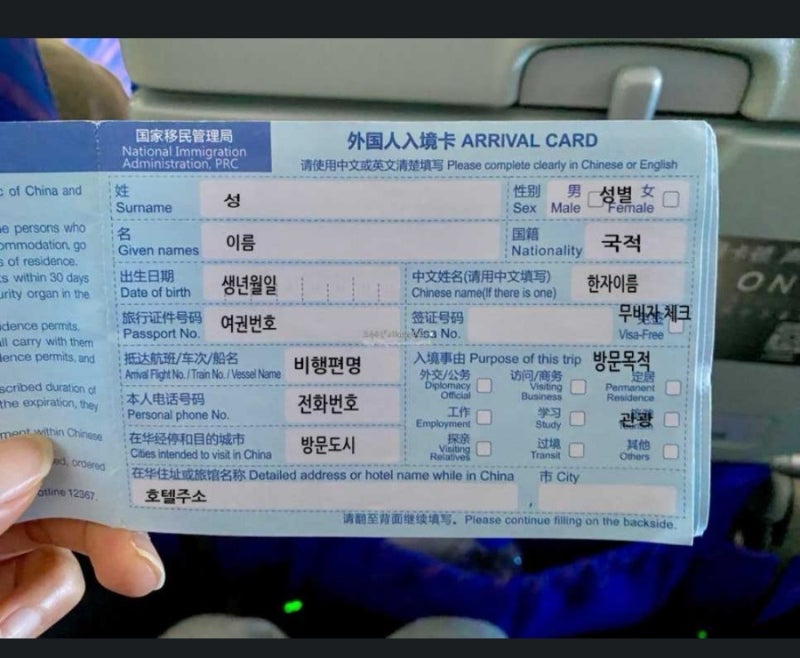 国家移民管理局
National Immigration
Administration, PRC
外国人入境卡 ARRIVAL CARD
请使用中文或英文清楚填写 Please complete clearly in Chinese or English
姓
Surname
성
性别
Sex
男
Male
성별
女
Female
名
Given names
이름
国籍
Nationality
국적
出生日期
Date of birth
생년월일
中文姓名(请用中文填写)
Chinese name(If there is one)
한자이름
旅行证件号码
Passport No.
여권번호
签证号码
Visa No.
무비자 체크
Visa-Free
抵达航班/车次/船名
Arrival Flight No./ Train No./ Vessel Name
비행편명
入境事由 Purpose of this trip
방문목적
外交/公务
Diplomacy
Official
访问/商务
Visiting
Business
定居
Permanent
Residence
本人电话号码
Personal phone No.
전화번호
工作
Employment
学习
Study
관광
在华经停和目的城市
Cities intended to visit in China
방문도시
探亲
Visiting
Relatives
过境
Transit
其他
Others
在华住址或旅馆名称 Detailed address or hotel name while in China
호텔주소
市 City
请翻至背面继续填写。Please continue filling on the backside.
c of China and
persons who
ommodation, go
s of residence.
s within 30 days
urity organ in the
idence permits.
all carry with them
dence permits, and
scribed duration of
the expiration, they
within Chinese
ed, ordered
otline 12367.
ON